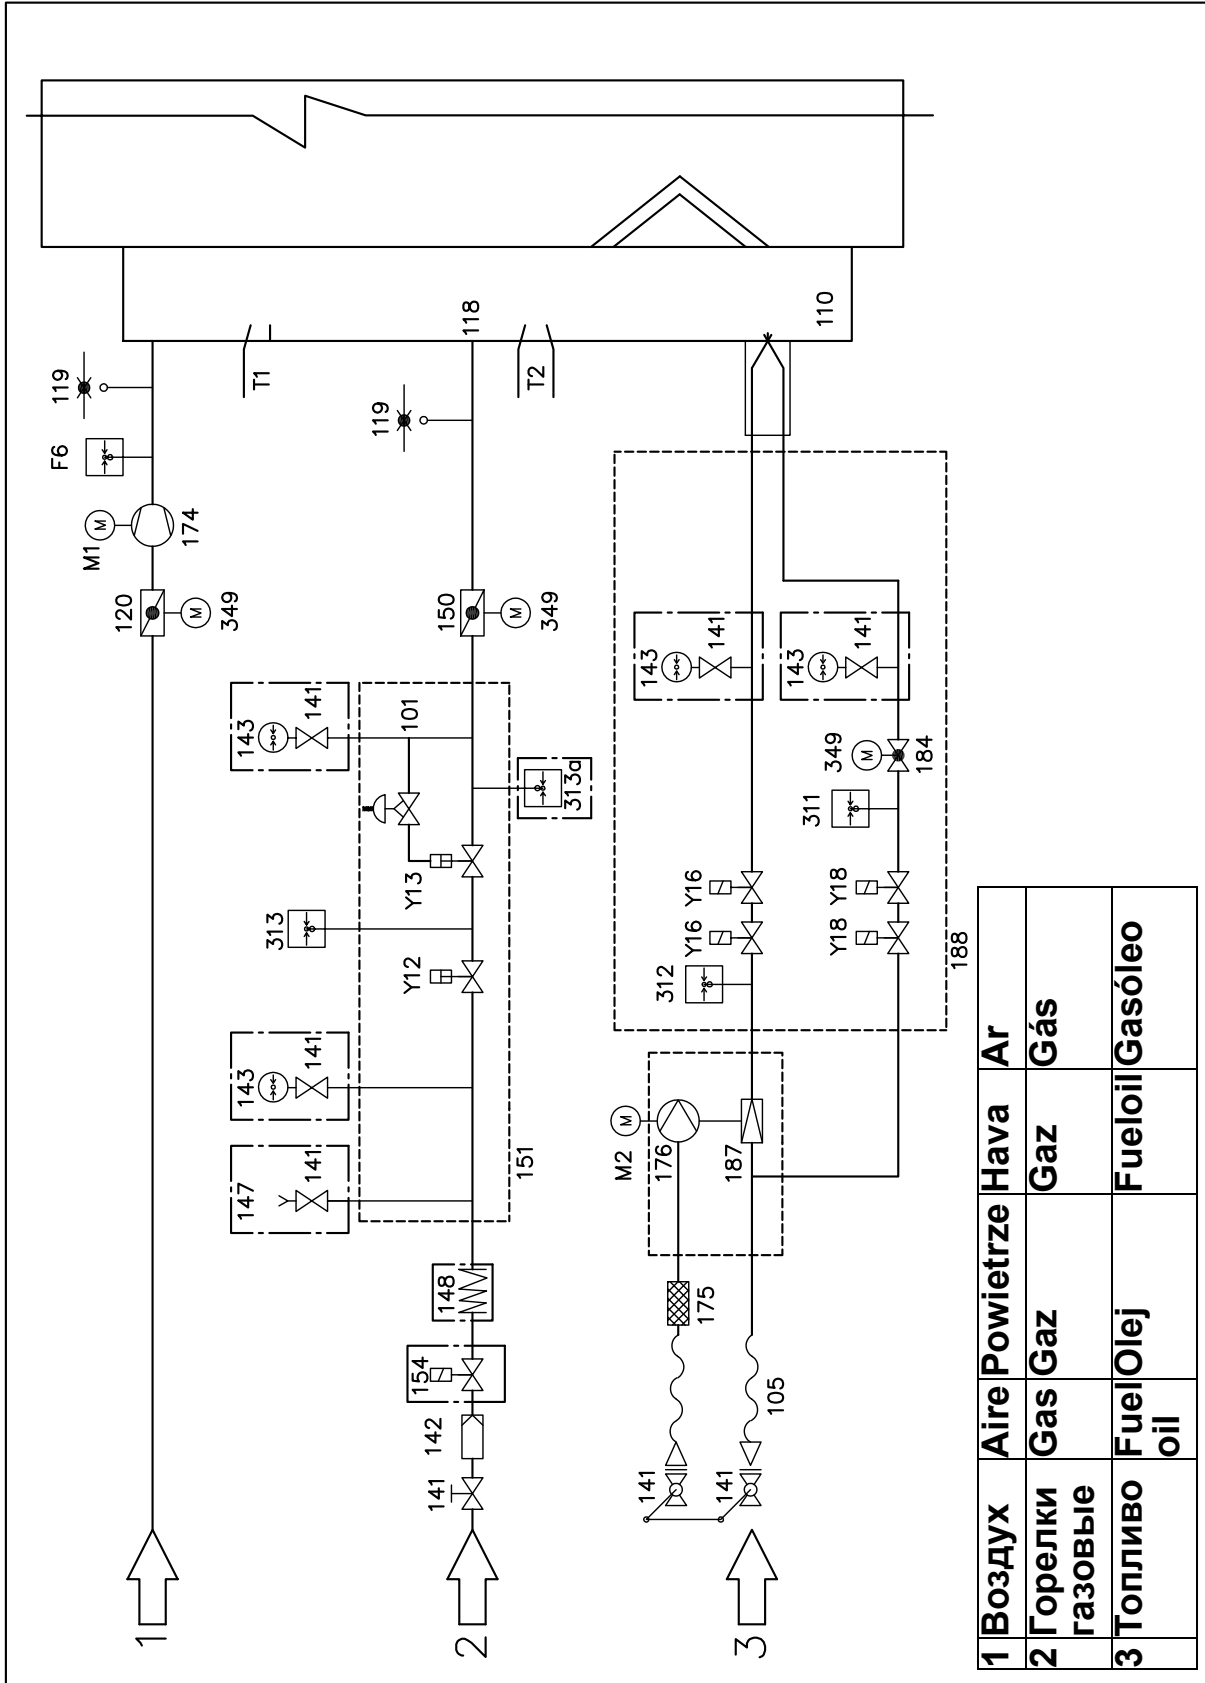 F6
119
M1
M
120
1
174
M
349
147
143
143
T1
313
141
141
141
119
154
Y12
Y13
101
141
142
148
150
2
118
M
151
T2
349
313a
M2
M
141
143
176
312
Y16
Y16
175
141
141
187
3
105
143
311
110
349
Y18
Y18
141
M
184
188
1 Воздух Aire Powietrze Hava Ar
2 Горелки газовые Gas Gaz Gaz Gás
3 Топливо Fuel oil Olej Fueloil Gasóleo